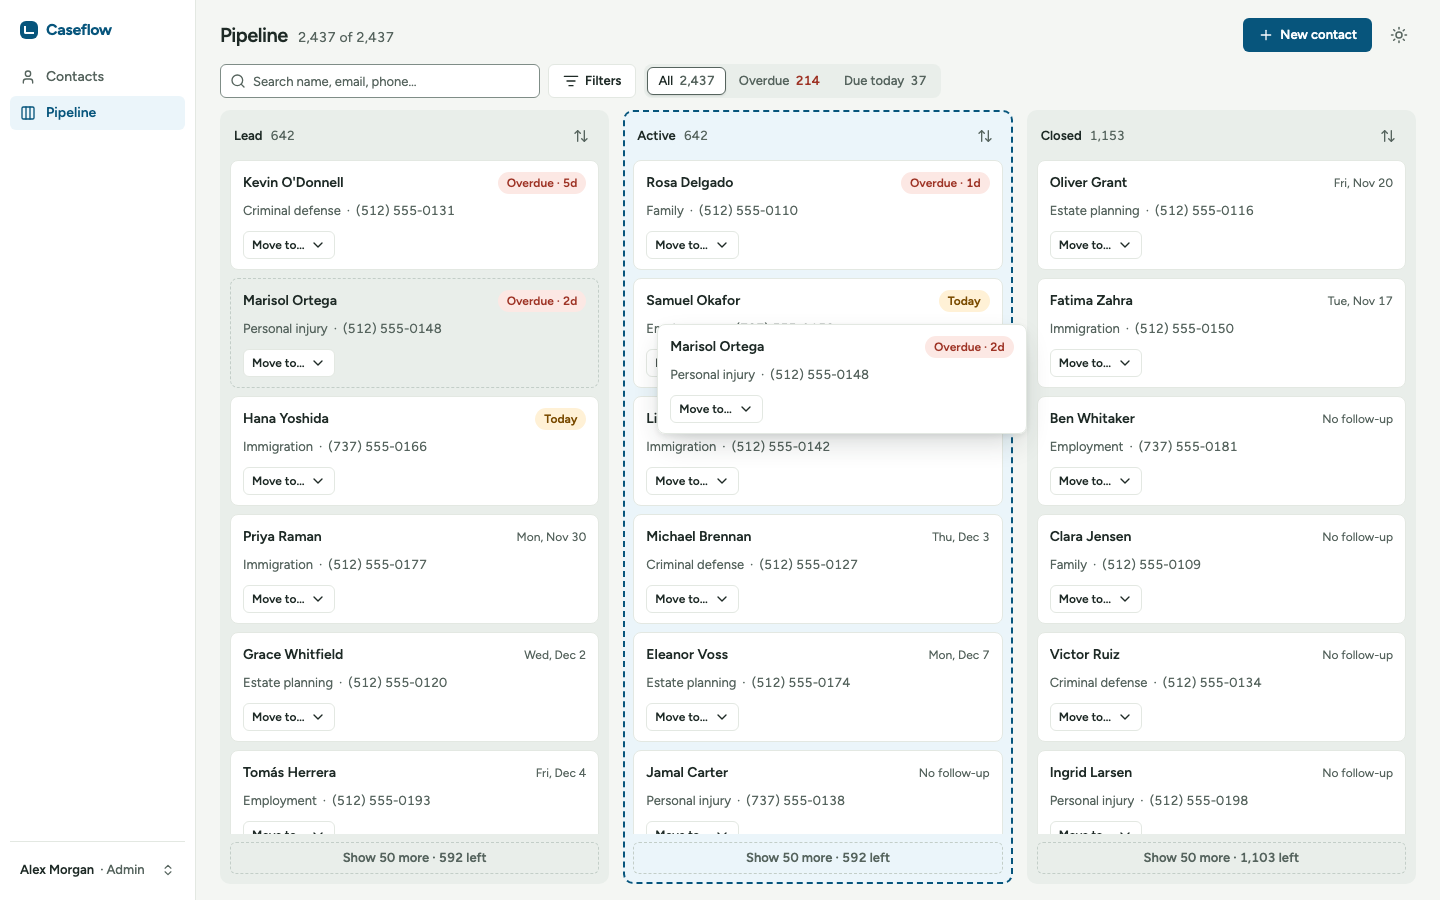 Caseflow
Contacts
Pipeline
Alex Morgan · Admin
Pipeline 2,437 of 2,437
New contact
Search name, email, phone...
Filters
All 2,437
Overdue 214
Due today 37
Lead 642
Kevin O'Donnell
Overdue · 5d
Criminal defense · (512) 555-0131
Move to...
Marisol Ortega
Overdue · 2d
Personal injury · (512) 555-0148
Move to...
Hana Yoshida
Today
Immigration · (737) 555-0166
Move to...
Priya Raman
Mon, Nov 30
Immigration · (512) 555-0177
Move to...
Grace Whitfield
Wed, Dec 2
Estate planning · (512) 555-0120
Move to...
Tomás Herrera
Fri, Dec 4
Employment · (512) 555-0193
Move to...
Show 50 more · 592 left
Active 642
Rosa Delgado
Overdue · 1d
Family · (512) 555-0110
Move to...
Samuel Okafor
Today
Marisol Ortega
Overdue · 2d
Personal injury · (512) 555-0148
Move to...
Immigration · (512) 555-0142
Move to...
Michael Brennan
Thu, Dec 3
Criminal defense · (512) 555-0127
Move to...
Eleanor Voss
Mon, Dec 7
Estate planning · (512) 555-0174
Move to...
Jamal Carter
No follow-up
Personal injury · (737) 555-0138
Move to...
Show 50 more · 592 left
Closed 1,153
Oliver Grant
Fri, Nov 20
Estate planning · (512) 555-0116
Move to...
Fatima Zahra
Tue, Nov 17
Immigration · (512) 555-0150
Move to...
Ben Whitaker
No follow-up
Employment · (737) 555-0181
Move to...
Clara Jensen
No follow-up
Family · (512) 555-0109
Move to...
Victor Ruiz
No follow-up
Criminal defense · (512) 555-0134
Move to...
Ingrid Larsen
No follow-up
Personal injury · (512) 555-0198
Move to...
Show 50 more · 1,103 left